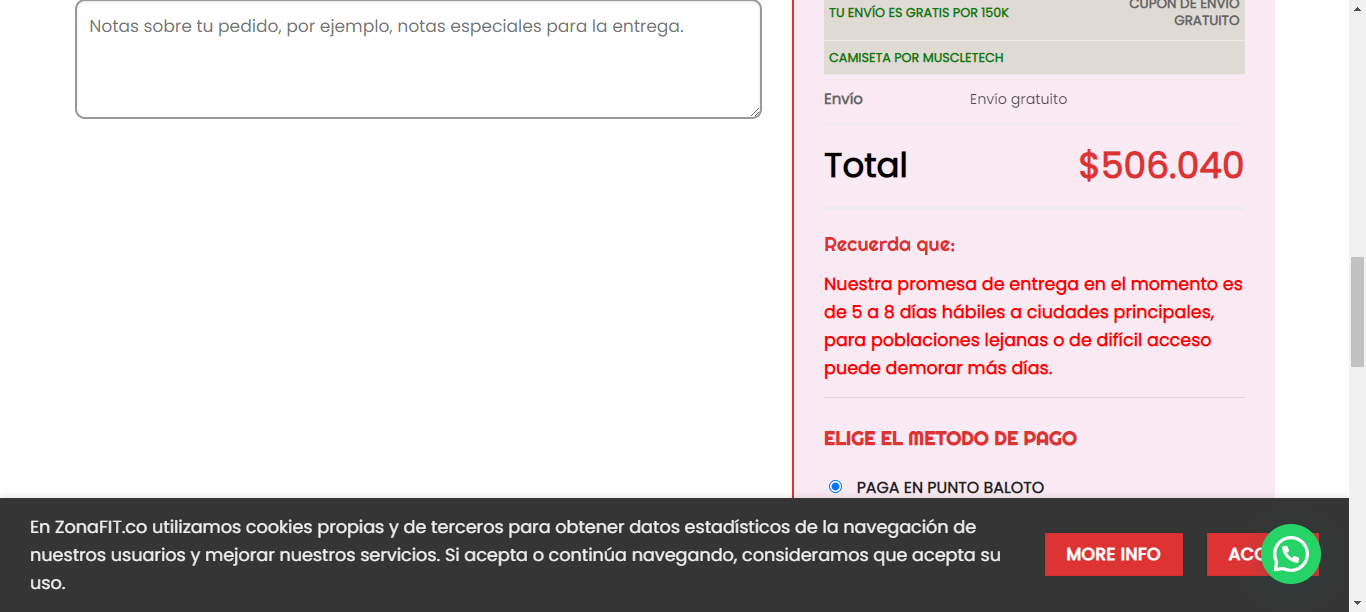 Notas sobre tu pedido, por ejemplo, notas especiales para la entrega.
TU ENVÍO ES GRATIS POR 150K
CUPÓN DE ENVÍO
GRATUITO
CAMISETA POR MUSCLETECH
Envío
Envío gratuito
Total
$506.040
Recuerda que:
Nuestra promesa de entrega en el momento es
de 5 a 8 días hábiles a ciudades principales,
para poblaciones lejanas o de difícil acceso
puede demorar más días.
ELIGE EL METODO DE PAGO
PAGA EN PUNTO BALOTO
En ZonaFIT.co utilizamos cookies propias y de terceros para obtener datos estadísticos de la navegación de
nuestros usuarios y mejorar nuestros servicios. Si acepta o continúa navegando, consideramos que acepta su
uso.
MORE INFO